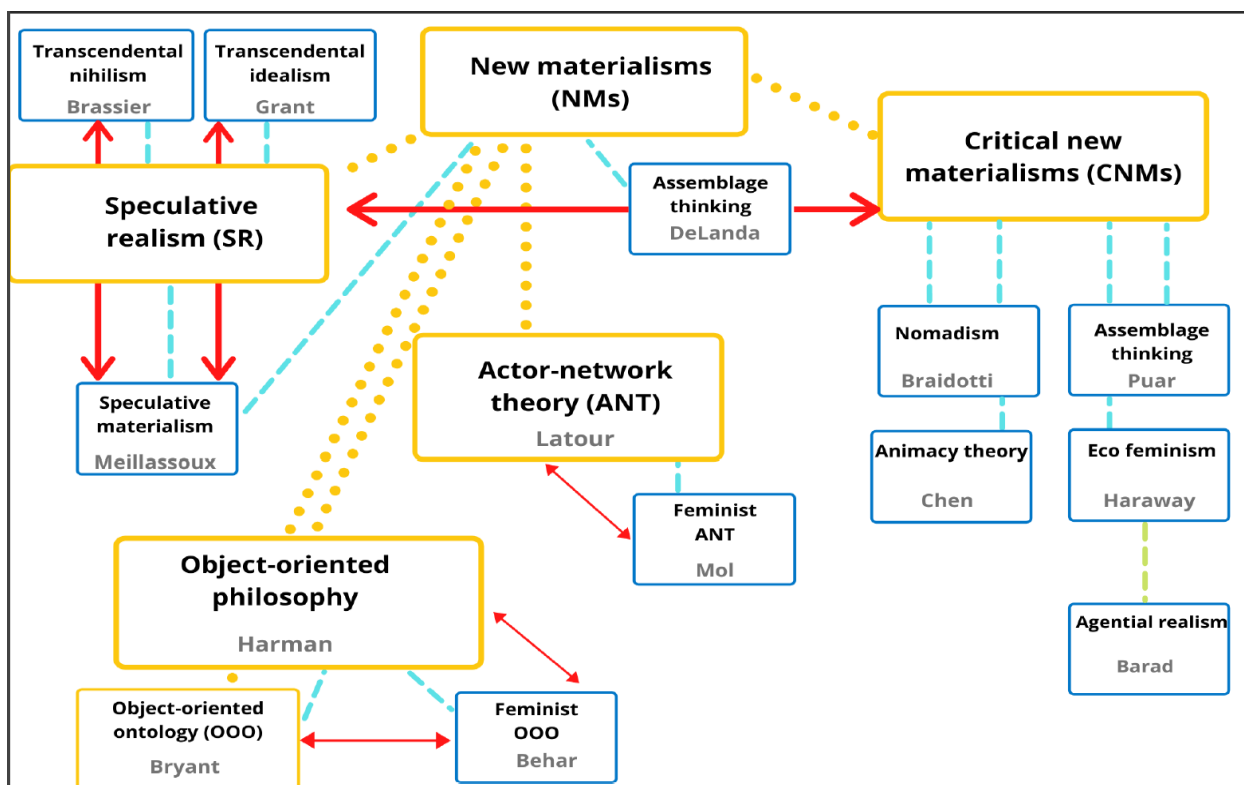 Transcendental
nihilism
Brassier
Transcendental
idealism
Grant
New materialisms
(NMs)
Critical new
materialisms (CNMs)
Speculative
realism (SR)
Assemblage
thinking
DeLanda
Nomadism
Braidotti
Assemblage
thinking
Puar
Actor-network
theory (ANT)
Latour
Speculative
materialism
Meillassoux
Animacy theory
Chen
Eco feminism
Haraway
Feminist
ANT
Mol
Object-oriented
philosophy
Harman
Agential realism
Barad
Object-oriented
ontology (OOO)
Bryant
Feminist
OOO
Behar